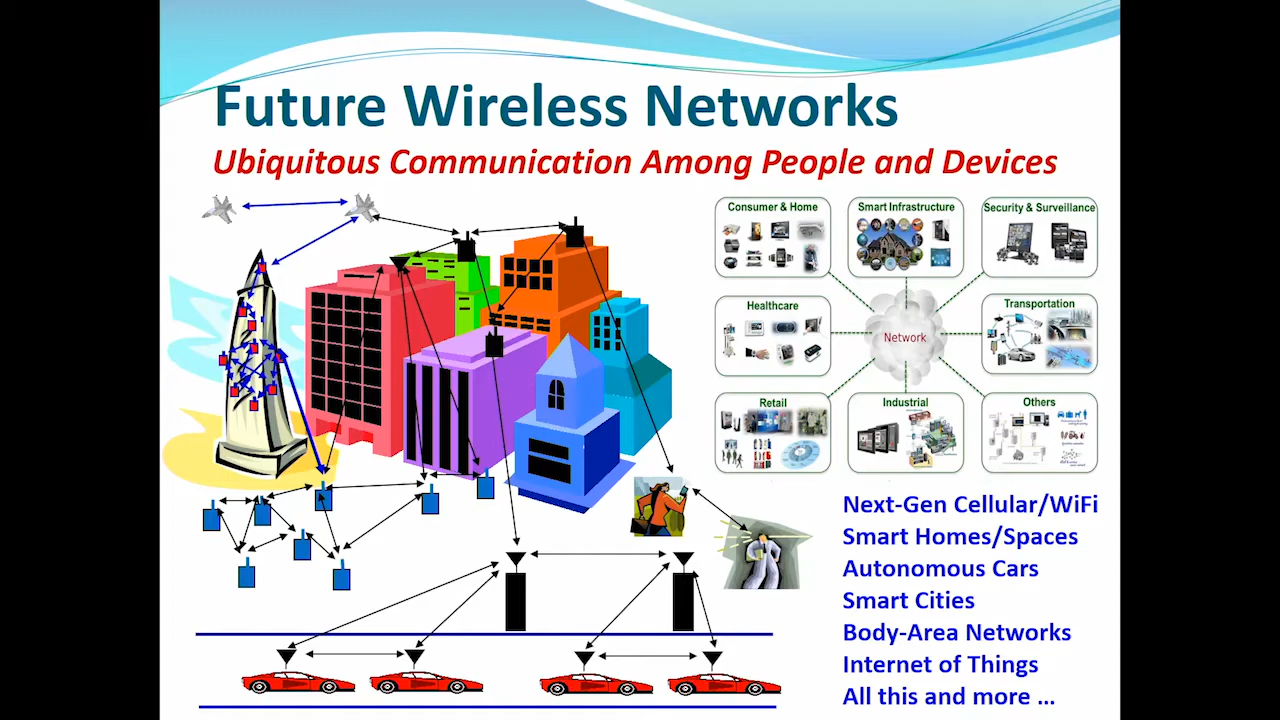 Future Wireless Networks
Ubiquitous Communication Among People and Devices
Consumer & Home
Smart Infrastructure
Security & Surveillance
Healthcare
Network
Transportation
Retail
Industrial
Others
Next-Gen Cellular/WiFi
Smart Homes/Spaces
Autonomous Cars
Smart Cities
Body-Area Networks
Internet of Things
All this and more …